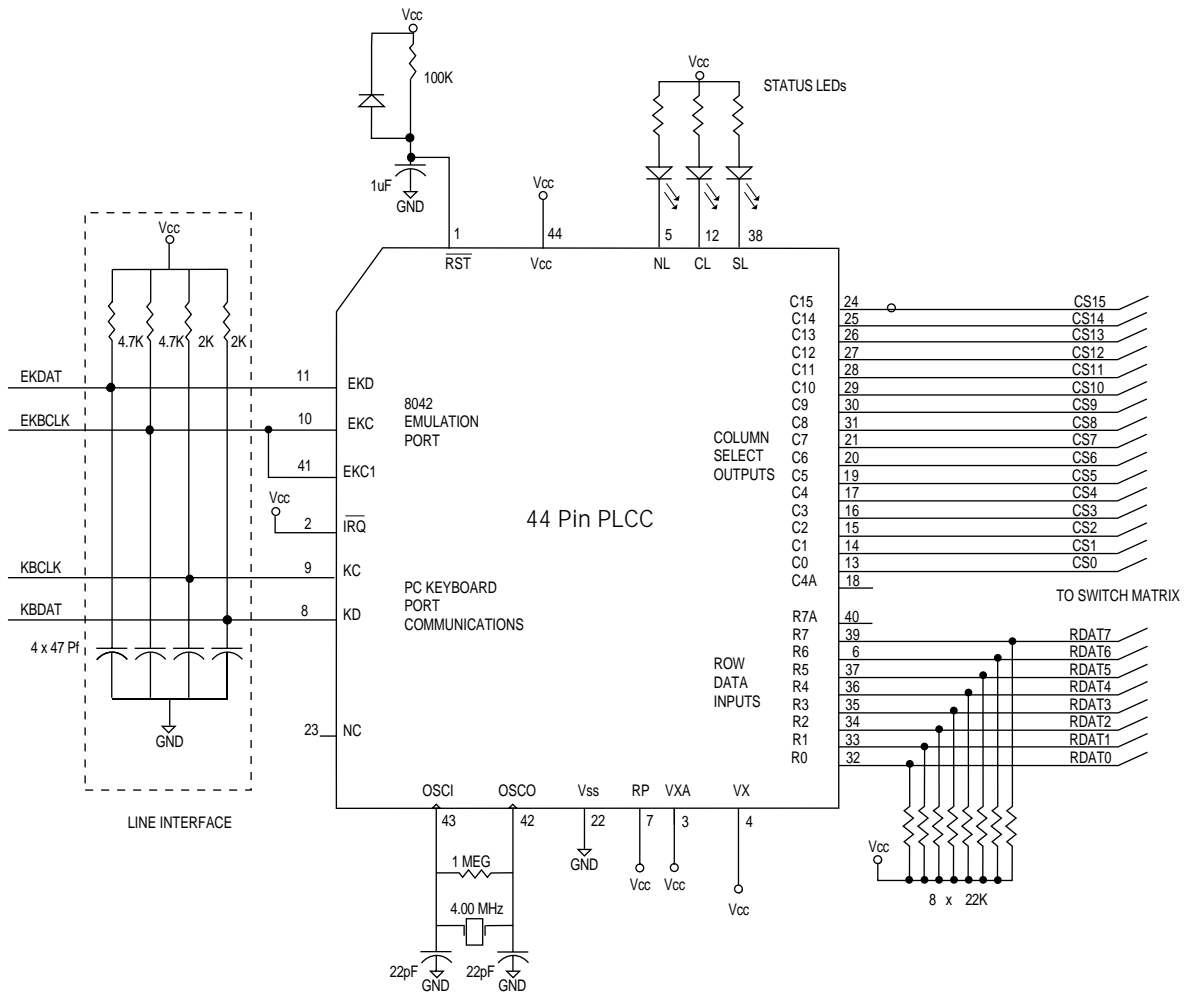 Vcc
100K
1uF
GND
Vcc
STATUS LEDs
Vcc
1
44
5
12
38
RST
Vcc
NL
CL
SL
Vcc
4.7K
4.7K
2K
2K
EKDAT
11
EKD
EKBCLK
10
EKC
8042
EMULATION
PORT
41
EKC1
Vcc
2
IRQ
44 Pin PLCC
KBCLK
9
KC
PC KEYBOARD
PORT
COMMUNICATIONS
KBDAT
8
KD
4 x 47 Pf
GND
23
NC
LINE INTERFACE
COLUMN
SELECT
OUTPUTS
C15 24 CS15
C14 25 CS14
C13 26 CS13
C12 27 CS12
C11 28 CS11
C10 29 CS10
C9 30 CS9
C8 31 CS8
C7 21 CS7
C6 20 CS6
C5 19 CS5
C4 17 CS4
C3 16 CS3
C2 15 CS2
C1 14 CS1
C0 13 CS0
C4A 18
TO SWITCH MATRIX
ROW
DATA
INPUTS
R7A 40
R7 39 RDAT7
R6 6 RDAT6
R5 37 RDAT5
R4 36 RDAT4
R3 35 RDAT3
R2 34 RDAT2
R1 33 RDAT1
R0 32 RDAT0
Vcc
8 x 22K
OSCI
OSCO
Vss
RP
VXA
VX
43
42
22
7
3
4
GND
Vcc
Vcc
Vcc
1 MEG
4.00 MHz
22pF
22pF
GND
GND